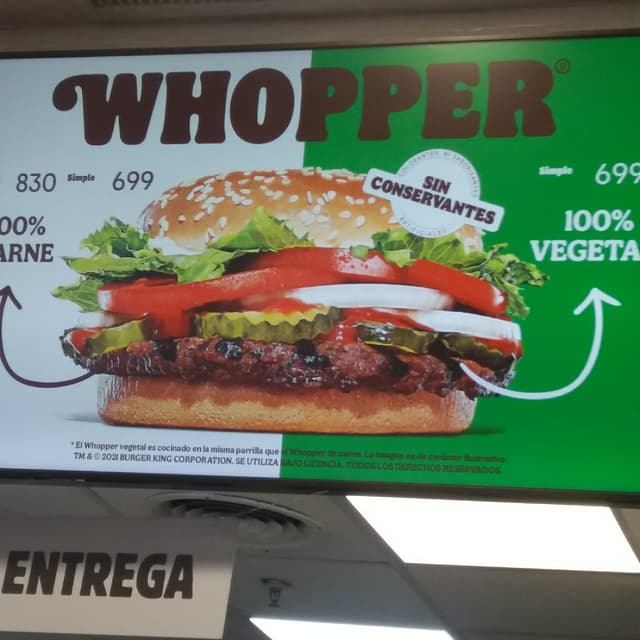 WHOPPER®
830 Simple 699
Simple 699
00%
ARNE
SIN
CONSERVANTES
ARTIFICIALES
100%
VEGETA
* El Whopper vegetal es cocinado en la misma parrilla que el Whopper de carne. La imagen es de carácter ilustrativo.
TM & © 2021 BURGER KING CORPORATION. SE UTILIZA BAJO LICENCIA. TODOS LOS DERECHOS RESERVADOS.
ENTREGA